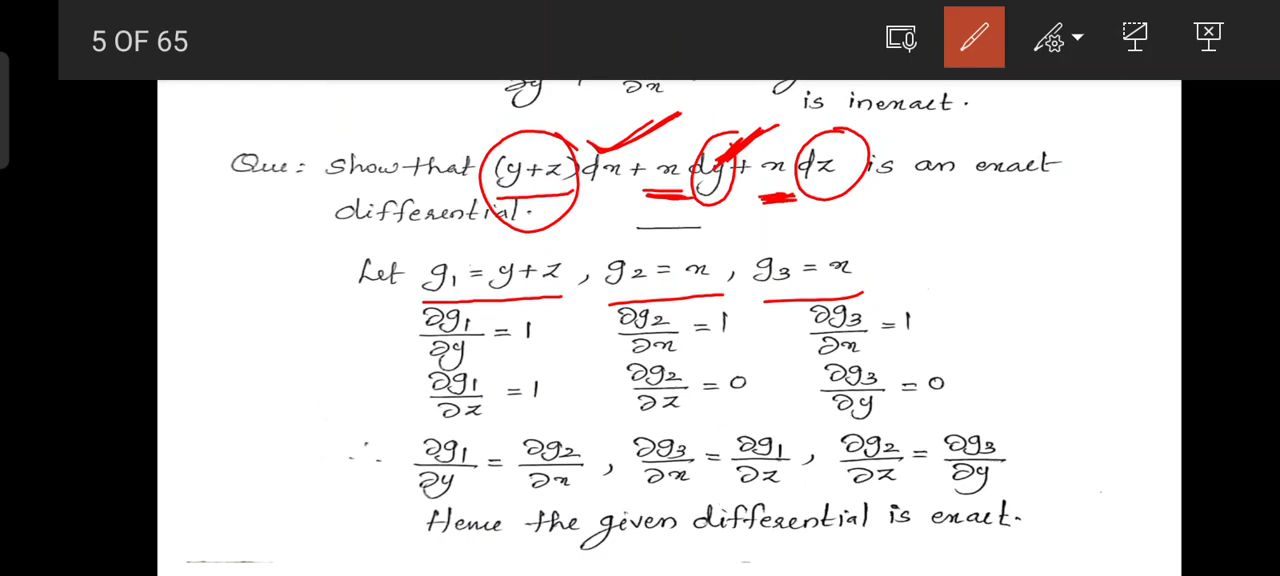 5 OF 65
∂y ∂x is inexact.
Que: show that (y+z)dx + x dy + x dz is an exact
differential.
Let g₁ = y+z , g₂ = x , g₃ = x
∂g₁/∂y = 1 ∂g₂/∂x = 1 ∂g₃/∂x = 1
∂g₁/∂z = 1 ∂g₂/∂z = 0 ∂g₃/∂y = 0
∴ ∂g₁/∂y = ∂g₂/∂x , ∂g₃/∂x = ∂g₁/∂z , ∂g₂/∂z = ∂g₃/∂y
Hence the given differential is exact.